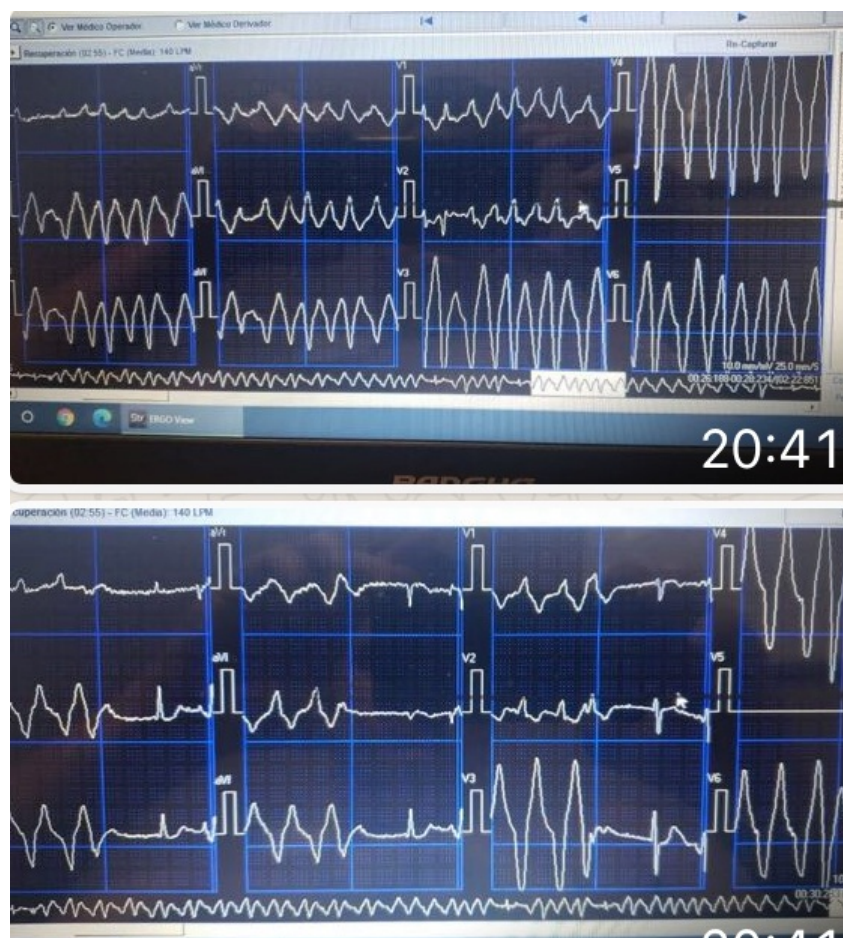 Ver Médico Operador Ver Médico Derivador
Recuperación (02:55) - FC (Media): 140 LPM
Re-Capturar
aVr V1 V4
aVl V2 V5
aVf V3 V6
10.0 mm/mV 25.0 mm/S
ERGO View
20:41
cuperación (02:55) - FC (Media): 140 LPM
aVr V1 V4
aVl V2 V5
aVf V3 V6